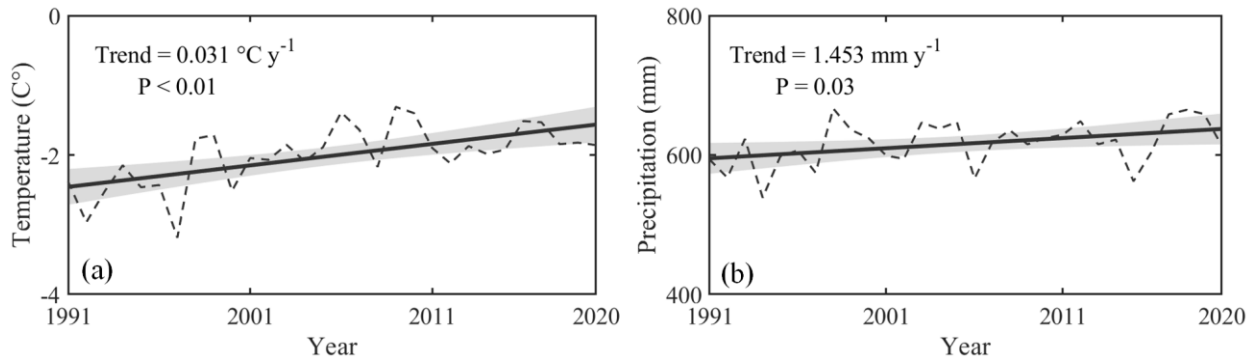 0
Trend = 0.031 °C y⁻¹
P < 0.01
-2
-4
Temperature (C°)
(a)
1991
2001
2011
2020
Year
800
Trend = 1.453 mm y⁻¹
P = 0.03
600
400
Precipitation (mm)
(b)
1991
2001
2011
2020
Year